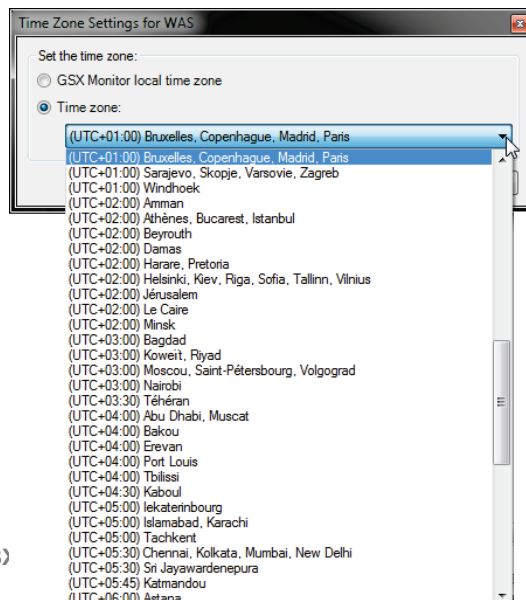 Time Zone Settings for WAS
Set the time zone:
GSX Monitor local time zone
Time zone:
(UTC+01:00) Bruxelles, Copenhague, Madrid, Paris
(UTC+01:00) Bruxelles, Copenhague, Madrid, Paris
(UTC+01:00) Sarajevo, Skopje, Varsovie, Zagreb
(UTC+01:00) Windhoek
(UTC+02:00) Amman
(UTC+02:00) Athènes, Bucarest, Istanbul
(UTC+02:00) Beyrouth
(UTC+02:00) Damas
(UTC+02:00) Harare, Pretoria
(UTC+02:00) Helsinki, Kiev, Riga, Sofia, Tallinn, Vilnius
(UTC+02:00) Jérusalem
(UTC+02:00) Le Caire
(UTC+02:00) Minsk
(UTC+03:00) Bagdad
(UTC+03:00) Koweït, Riyad
(UTC+03:00) Moscou, Saint-Pétersbourg, Volgograd
(UTC+03:00) Nairobi
(UTC+03:30) Téhéran
(UTC+04:00) Abu Dhabi, Muscat
(UTC+04:00) Bakou
(UTC+04:00) Erevan
(UTC+04:00) Port Louis
(UTC+04:00) Tbilissi
(UTC+04:30) Kaboul
(UTC+05:00) Iekaterinbourg
(UTC+05:00) Islamabad, Karachi
(UTC+05:00) Tachkent
(UTC+05:30) Chennai, Kolkata, Mumbai, New Delhi
(UTC+05:30) Sri Jayawardenepura
(UTC+05:45) Katmandou
(UTC+06:00) Astana